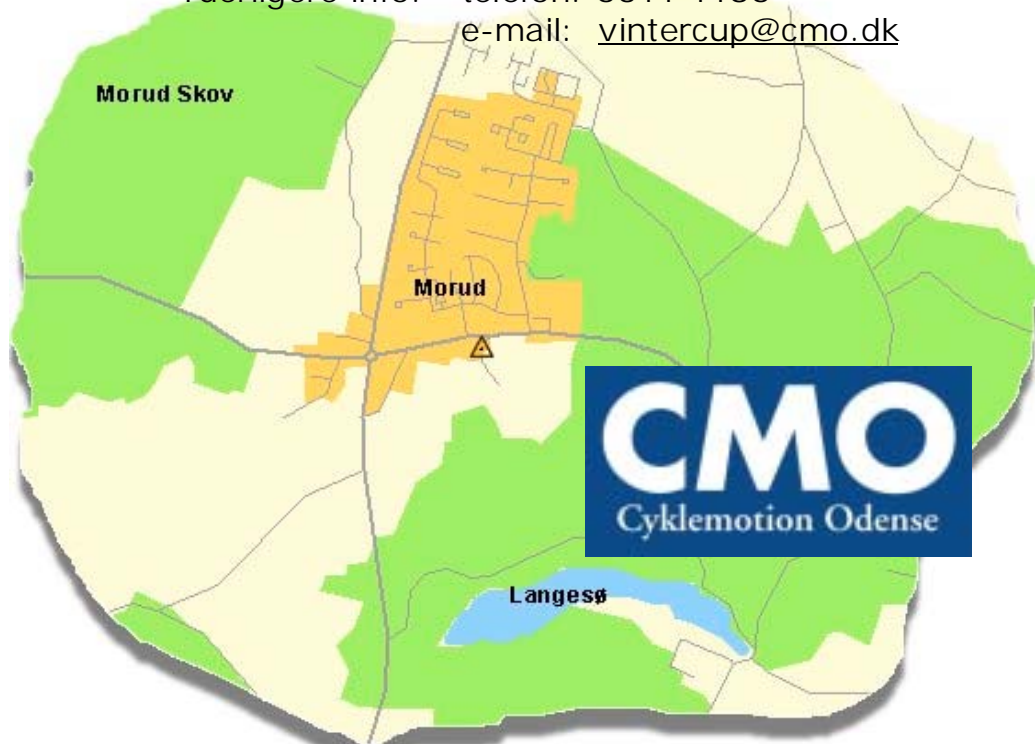 e-mail: vintercup@cmo.dk
Morud Skov
Morud
CMO
Cyklemotion Odense
Langesø